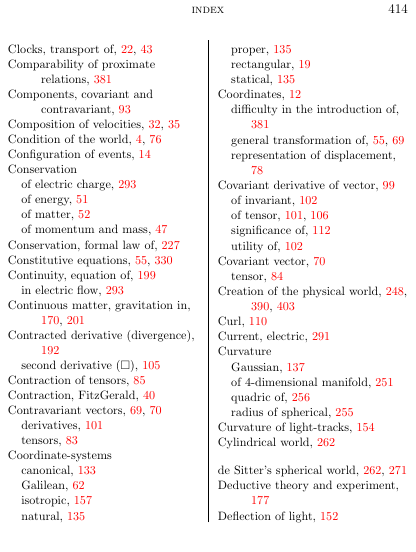 INDEX 414
Clocks, transport of, 22, 43
Comparability of proximate
relations, 381
Components, covariant and
contravariant, 93
Composition of velocities, 32, 35
Condition of the world, 4, 76
Configuration of events, 14
Conservation
of electric charge, 293
of energy, 51
of matter, 52
of momentum and mass, 47
Conservation, formal law of, 227
Constitutive equations, 55, 330
Continuity, equation of, 199
in electric flow, 293
Continuous matter, gravitation in,
170, 201
Contracted derivative (divergence),
192
second derivative (□), 105
Contraction of tensors, 85
Contraction, FitzGerald, 40
Contravariant vectors, 69, 70
derivatives, 101
tensors, 83
Coordinate-systems
canonical, 133
Galilean, 62
isotropic, 157
natural, 135
proper, 135
rectangular, 19
statical, 135
Coordinates, 12
difficulty in the introduction of,
381
general transformation of, 55, 69
representation of displacement,
78
Covariant derivative of vector, 99
of invariant, 102
of tensor, 101, 106
significance of, 112
utility of, 102
Covariant vector, 70
tensor, 84
Creation of the physical world, 248,
390, 403
Curl, 110
Current, electric, 291
Curvature
Gaussian, 137
of 4-dimensional manifold, 251
quadric of, 256
radius of spherical, 255
Curvature of light-tracks, 154
Cylindrical world, 262
de Sitter's spherical world, 262, 271
Deductive theory and experiment,
177
Deflection of light, 152